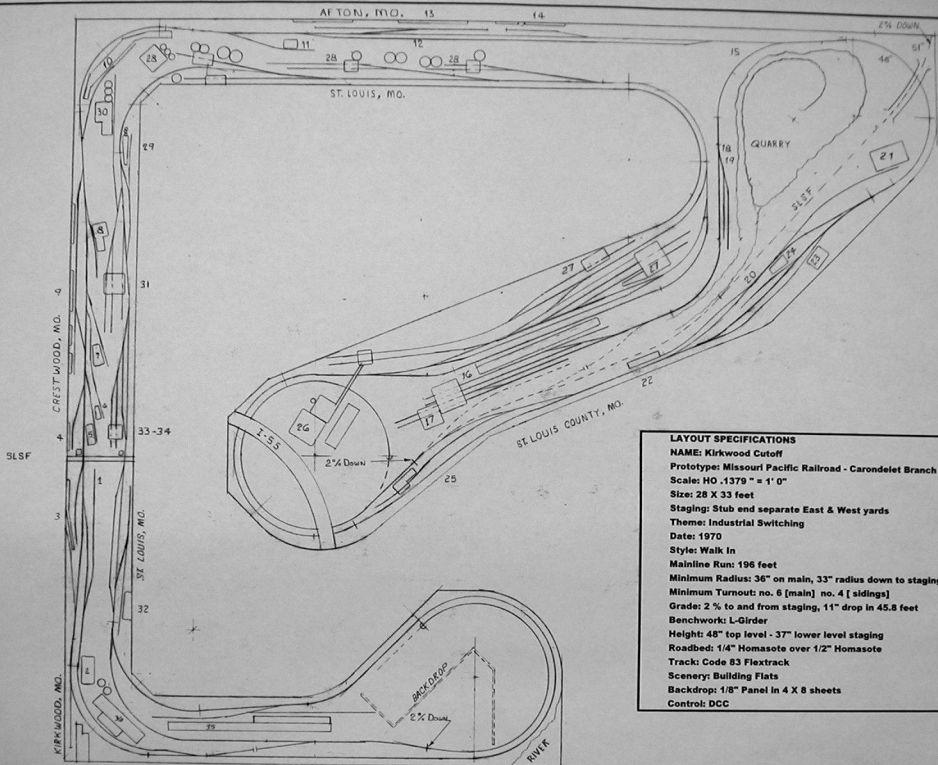 AFTON, MO.
13
14
2% DOWN
51"
46"
15
10
28
11
12
28
28
ST. LOUIS, MO.
30
29
18
19
QUARRY
21
SLSF
8
27
27
24
23
20
31
9
CRESTWOOD, MO.
7
16
22
17
26
I-55
ST. LOUIS COUNTY, MO.
33-34
4
5
SLSF
2% DOWN
25
1
3
ST. LOUIS, MO.
32
2
KIRKWOOD, MO.
36
35
BACKDROP
2% DOWN
RIVER
LAYOUT SPECIFICATIONS
NAME: Kirkwood Cutoff
Prototype: Missouri Pacific Railroad - Carondelet Branch
Scale: HO .1379 " = 1' 0"
Size: 28 X 33 feet
Staging: Stub end separate East & West yards
Theme: Industrial Switching
Date: 1970
Style: Walk In
Mainline Run: 196 feet
Minimum Radius: 36" on main, 33" radius down to staging
Minimum Turnout: no. 6 [main] no. 4 [ sidings]
Grade: 2 % to and from staging, 11" drop in 45.8 feet
Benchwork: L-Girder
Height: 48" top level - 37" lower level staging
Roadbed: 1/4" Homasote over 1/2" Homasote
Track: Code 83 Flextrack
Scenery: Building Flats
Backdrop: 1/8" Panel in 4 X 8 sheets
Control: DCC